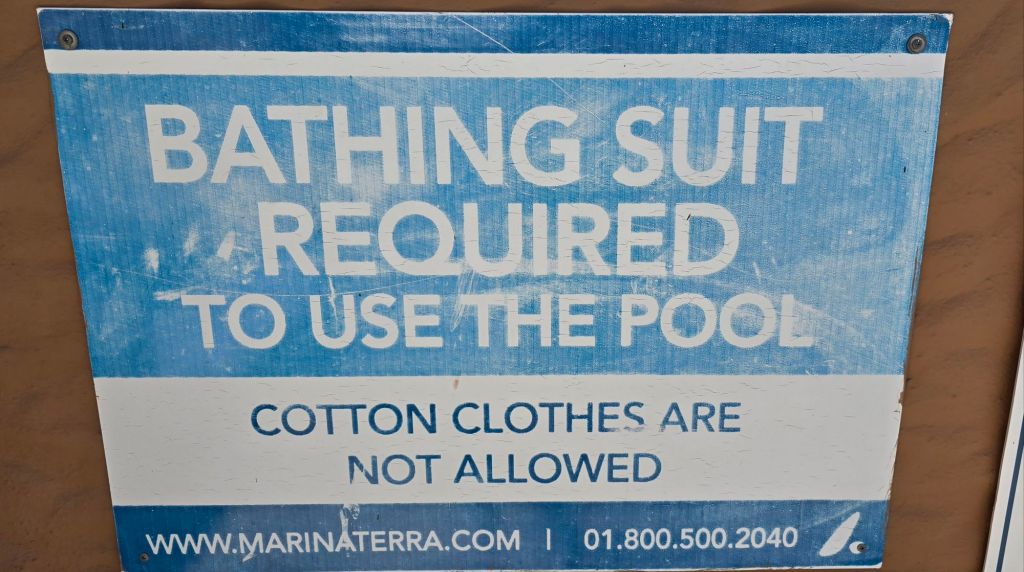 BATHING SUIT
REQUIRED
TO USE THE POOL
COTTON CLOTHES ARE
NOT ALLOWED
WWW.MARINATERRA.COM | 01.800.500.2040